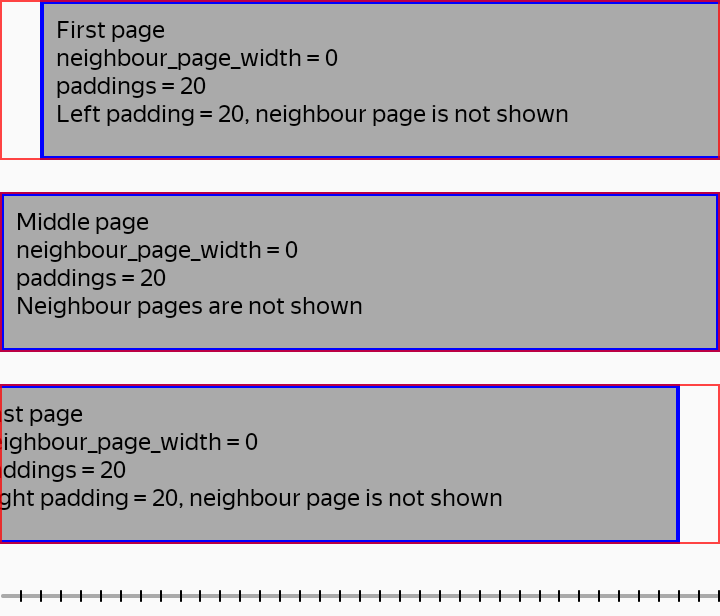 First page
neighbour_page_width = 0
paddings = 20
Left padding = 20, neighbour page is not shown
Middle page
neighbour_page_width = 0
paddings = 20
Neighbour pages are not shown
st page
ighbour_page_width = 0
ddings = 20
ght padding = 20, neighbour page is not shown